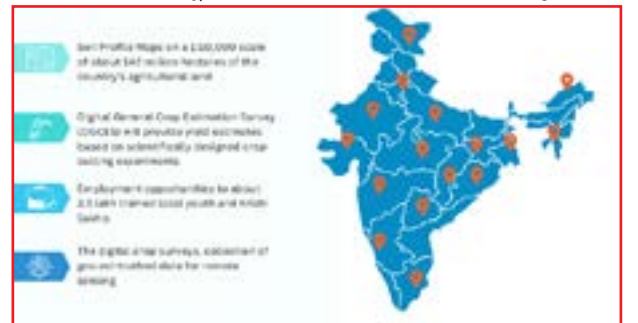 Soil Profile Maps on a 1:10,000 scale
of about 142 million hectares of the
country's agricultural land
Digital General Crop Estimation Survey
(DGCES) will provide yield estimates
based on scientifically designed crop-
cutting experiments.
Employment opportunities to about
2.5 lakh trained local youth and Krishi
Sakhis
The digital crop surveys, collection of
ground-truthed data for remote
sensing